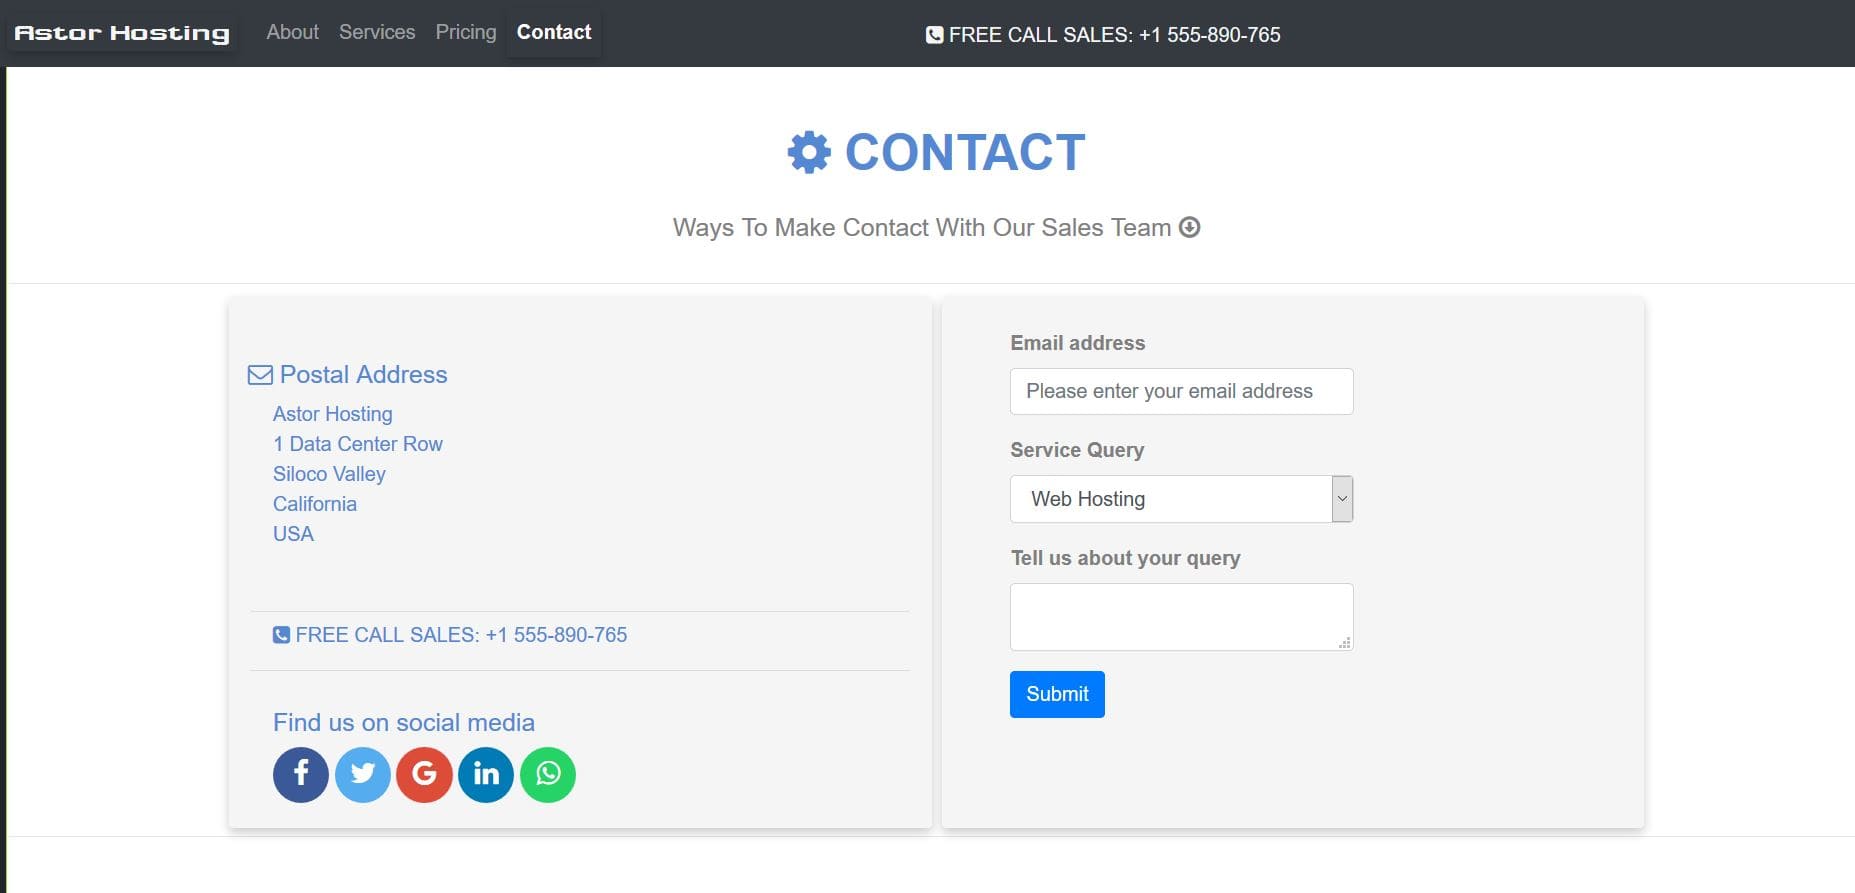 Astor Hosting About Services Pricing Contact FREE CALL SALES: +1 555-890-765
CONTACT
Ways To Make Contact With Our Sales Team
Postal Address
Astor Hosting
1 Data Center Row
Siloco Valley
California
USA
FREE CALL SALES: +1 555-890-765
Find us on social media
Email address
Please enter your email address
Service Query
Web Hosting
Tell us about your query
Submit